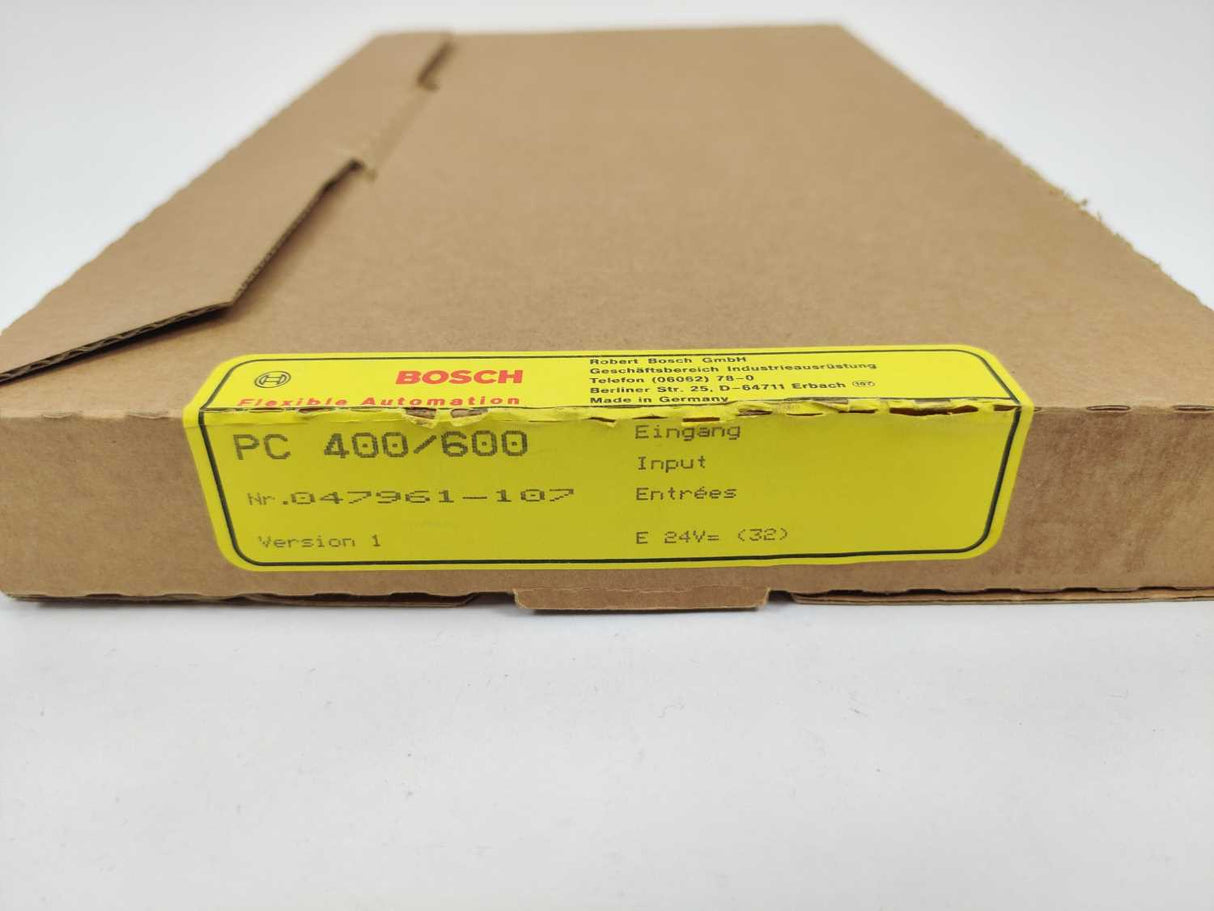 BOSCH
Flexible Automation
Robert Bosch GmbH
Geschäftsbereich Industrieausrüstung
Telefon (06062) 78-0
Berliner Str. 25, D-64711 Erbach
Made in Germany
PC 400/600
Nr.047961-107
Version 1
Eingang
Input
Entrées
E 24V= (32)